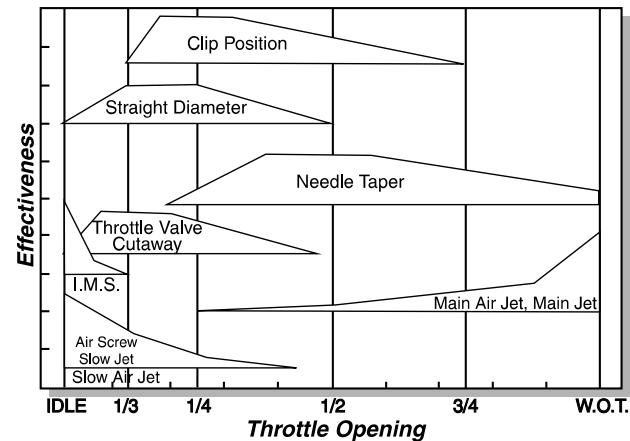 Clip Position
Straight Diameter
Needle Taper
Throttle Valve
Cutaway
I.M.S.
Main Air Jet, Main Jet
Air Screw
Slow Jet
Slow Air Jet
Effectiveness
IDLE 1/3 1/4 1/2 3/4 W.O.T.
Throttle Opening